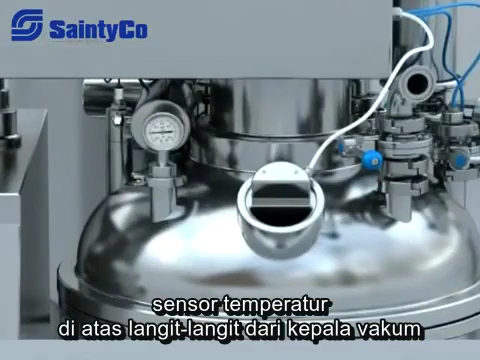 SaintyCo
sensor temperatur
di atas langit-langit dari kepala vakum